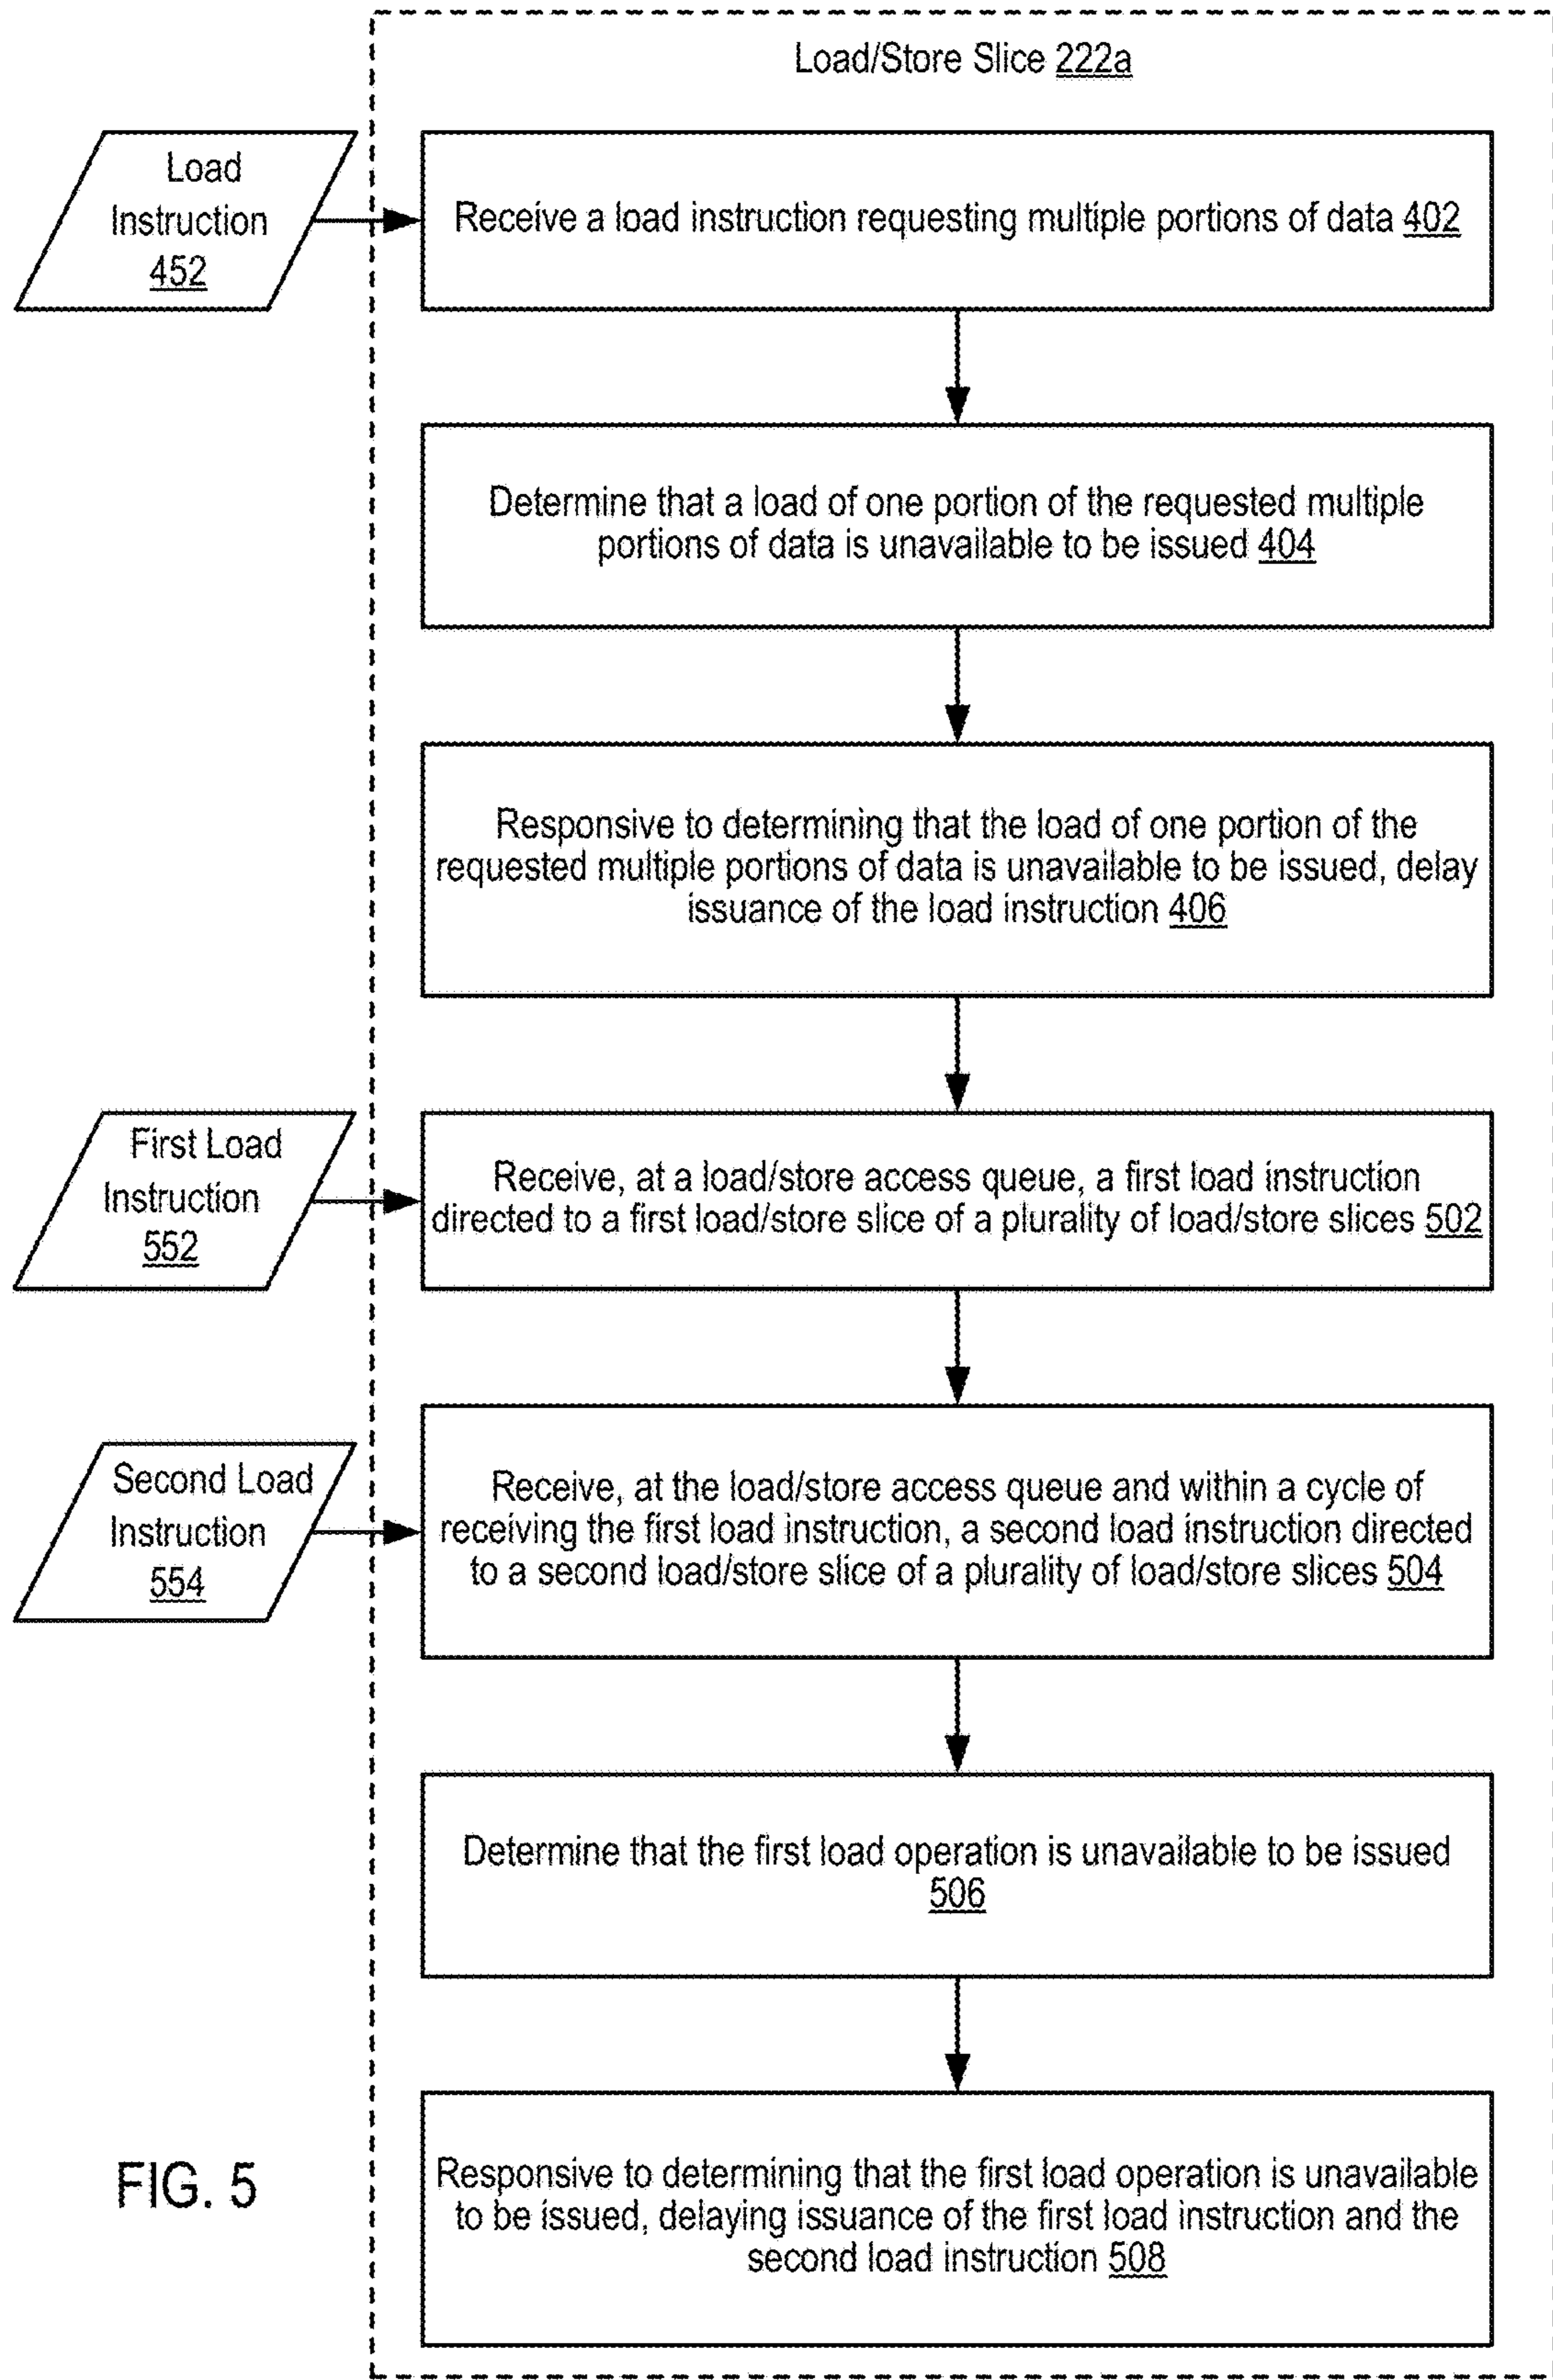 Load/Store Slice 222a
Load
Instruction
452
Receive a load instruction requesting multiple portions of data 402
Determine that a load of one portion of the requested multiple
portions of data is unavailable to be issued 404
Responsive to determining that the load of one portion of the
requested multiple portions of data is unavailable to be issued, delay
issuance of the load instruction 406
First Load
Instruction
552
Receive, at a load/store access queue, a first load instruction
directed to a first load/store slice of a plurality of load/store slices 502
Second Load
Instruction
554
Receive, at the load/store access queue and within a cycle of
receiving the first load instruction, a second load instruction directed
to a second load/store slice of a plurality of load/store slices 504
Determine that the first load operation is unavailable to be issued
506
Responsive to determining that the first load operation is unavailable
to be issued, delaying issuance of the first load instruction and the
second load instruction 508
FIG. 5